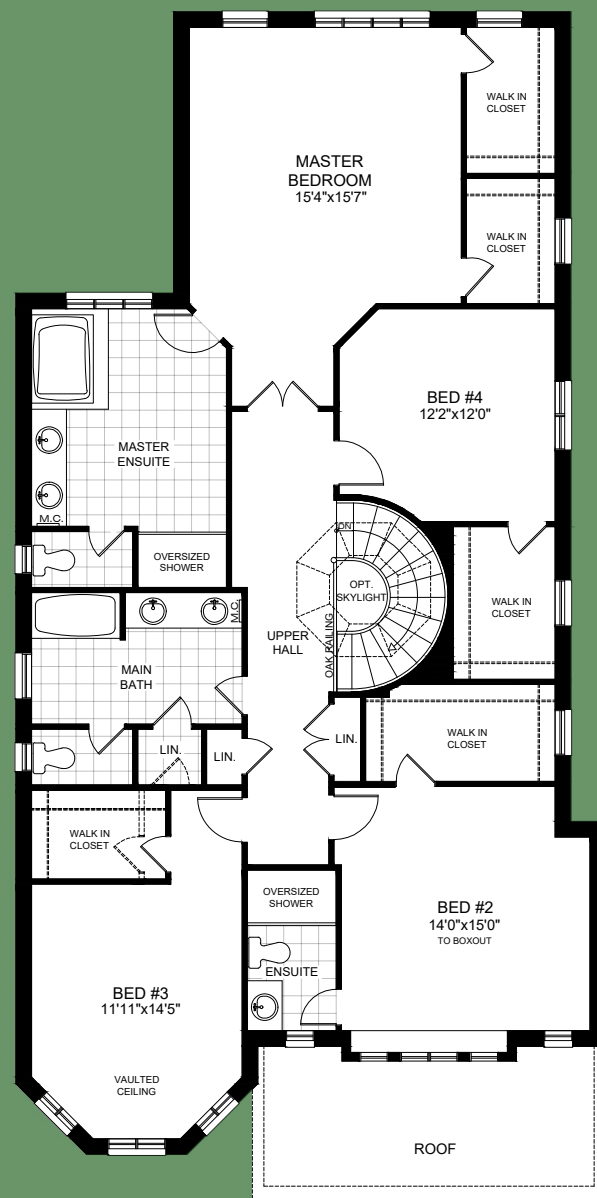 WALK IN
CLOSET
MASTER
BEDROOM
15'4"x15'7"
WALK IN
CLOSET
BED #4
12'2"x12'0"
MASTER
ENSUITE
M.C.
DN
OVERSIZED
SHOWER
OPT.
SKYLIGHT
WALK IN
CLOSET
M.C.
UPPER
HALL
OAK RAILING
MAIN
BATH
LIN.
LIN.
LIN.
WALK IN
CLOSET
WALK IN
CLOSET
OVERSIZED
SHOWER
BED #2
14'0"x15'0"
TO BOXOUT
ENSUITE
BED #3
11'11"x14'5"
VAULTED
CEILING
ROOF